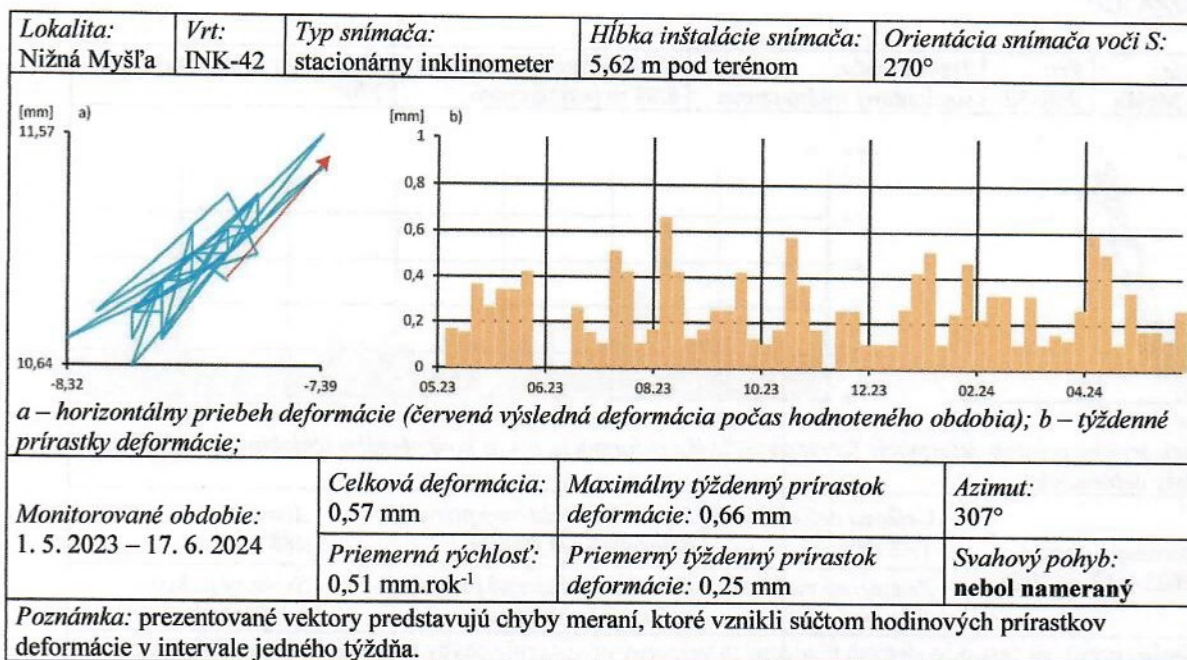 Lokalita: Vrt: Typ snímača: Hĺbka inštalácie snímača: Orientácia snímača voči S:
Nižná Myšľa INK-42 stacionárny inklinometer 5,62 m pod terénom 270°
[mm] a)
11,57
10,64
-8,32 -7,39
[mm] b)
1
0,8
0,6
0,4
0,2
0
05.23 06.23 08.23 10.23 12.23 02.24 04.24
a – horizontálny priebeh deformácie (červená výsledná deformácia počas hodnoteného obdobia); b – týždenné
prírastky deformácie;
Monitorované obdobie:
1. 5. 2023 – 17. 6. 2024
Celková deformácia:
0,57 mm
Maximálny týždenný prírastok
deformácie: 0,66 mm
Azimut:
307°
Priemerná rýchlosť:
0,51 mm.rok-1
Priemerný týždenný prírastok
deformácie: 0,25 mm
Svahový pohyb:
nebol nameraný
Poznámka: prezentované vektory predstavujú chyby meraní, ktoré vznikli súčtom hodinových prírastkov
deformácie v intervale jedného týždňa.